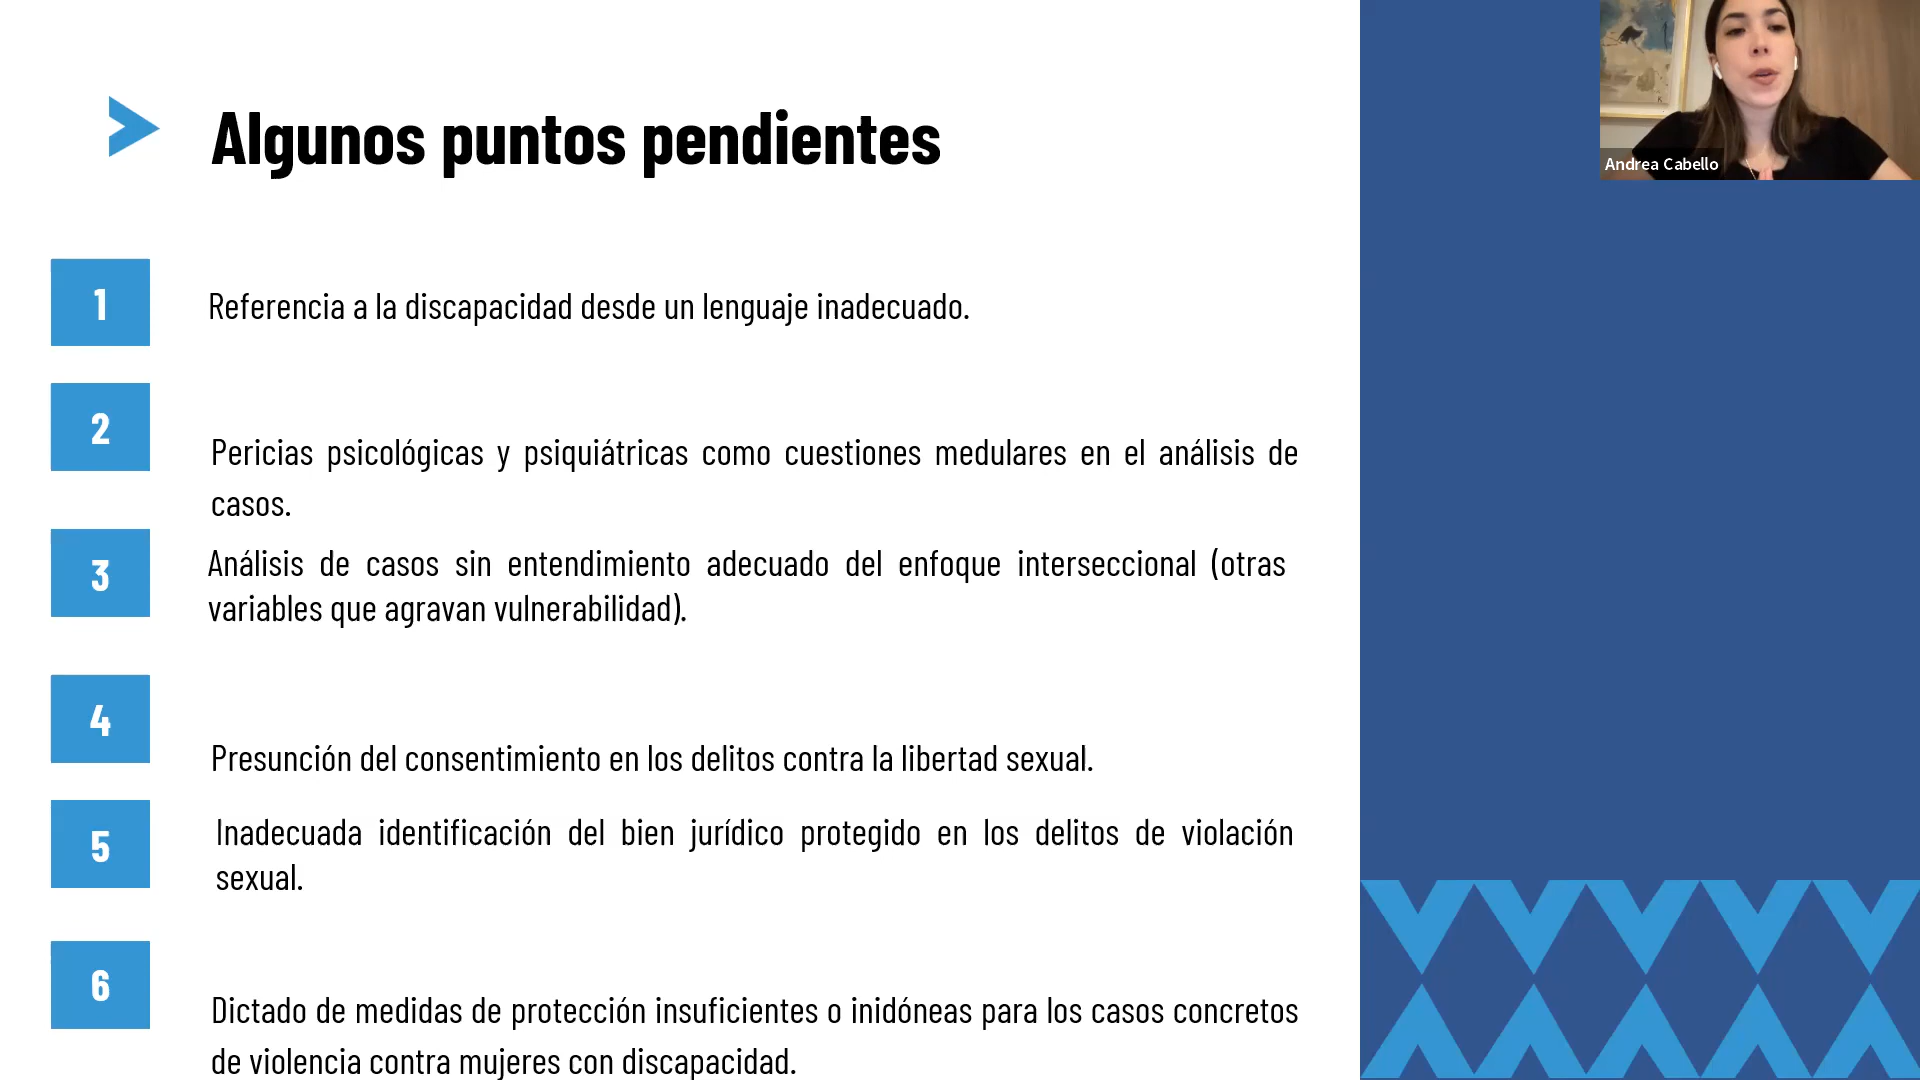 Algunos puntos pendientes
Andrea Cabello
1
Referencia a la discapacidad desde un lenguaje inadecuado.
2
Pericias psicológicas y psiquiátricas como cuestiones medulares en el análisis de
casos.
3
Análisis de casos sin entendimiento adecuado del enfoque interseccional (otras
variables que agravan vulnerabilidad).
4
Presunción del consentimiento en los delitos contra la libertad sexual.
5
Inadecuada identificación del bien jurídico protegido en los delitos de violación
sexual.
6
Dictado de medidas de protección insuficientes o inidóneas para los casos concretos
de violencia contra mujeres con discapacidad.